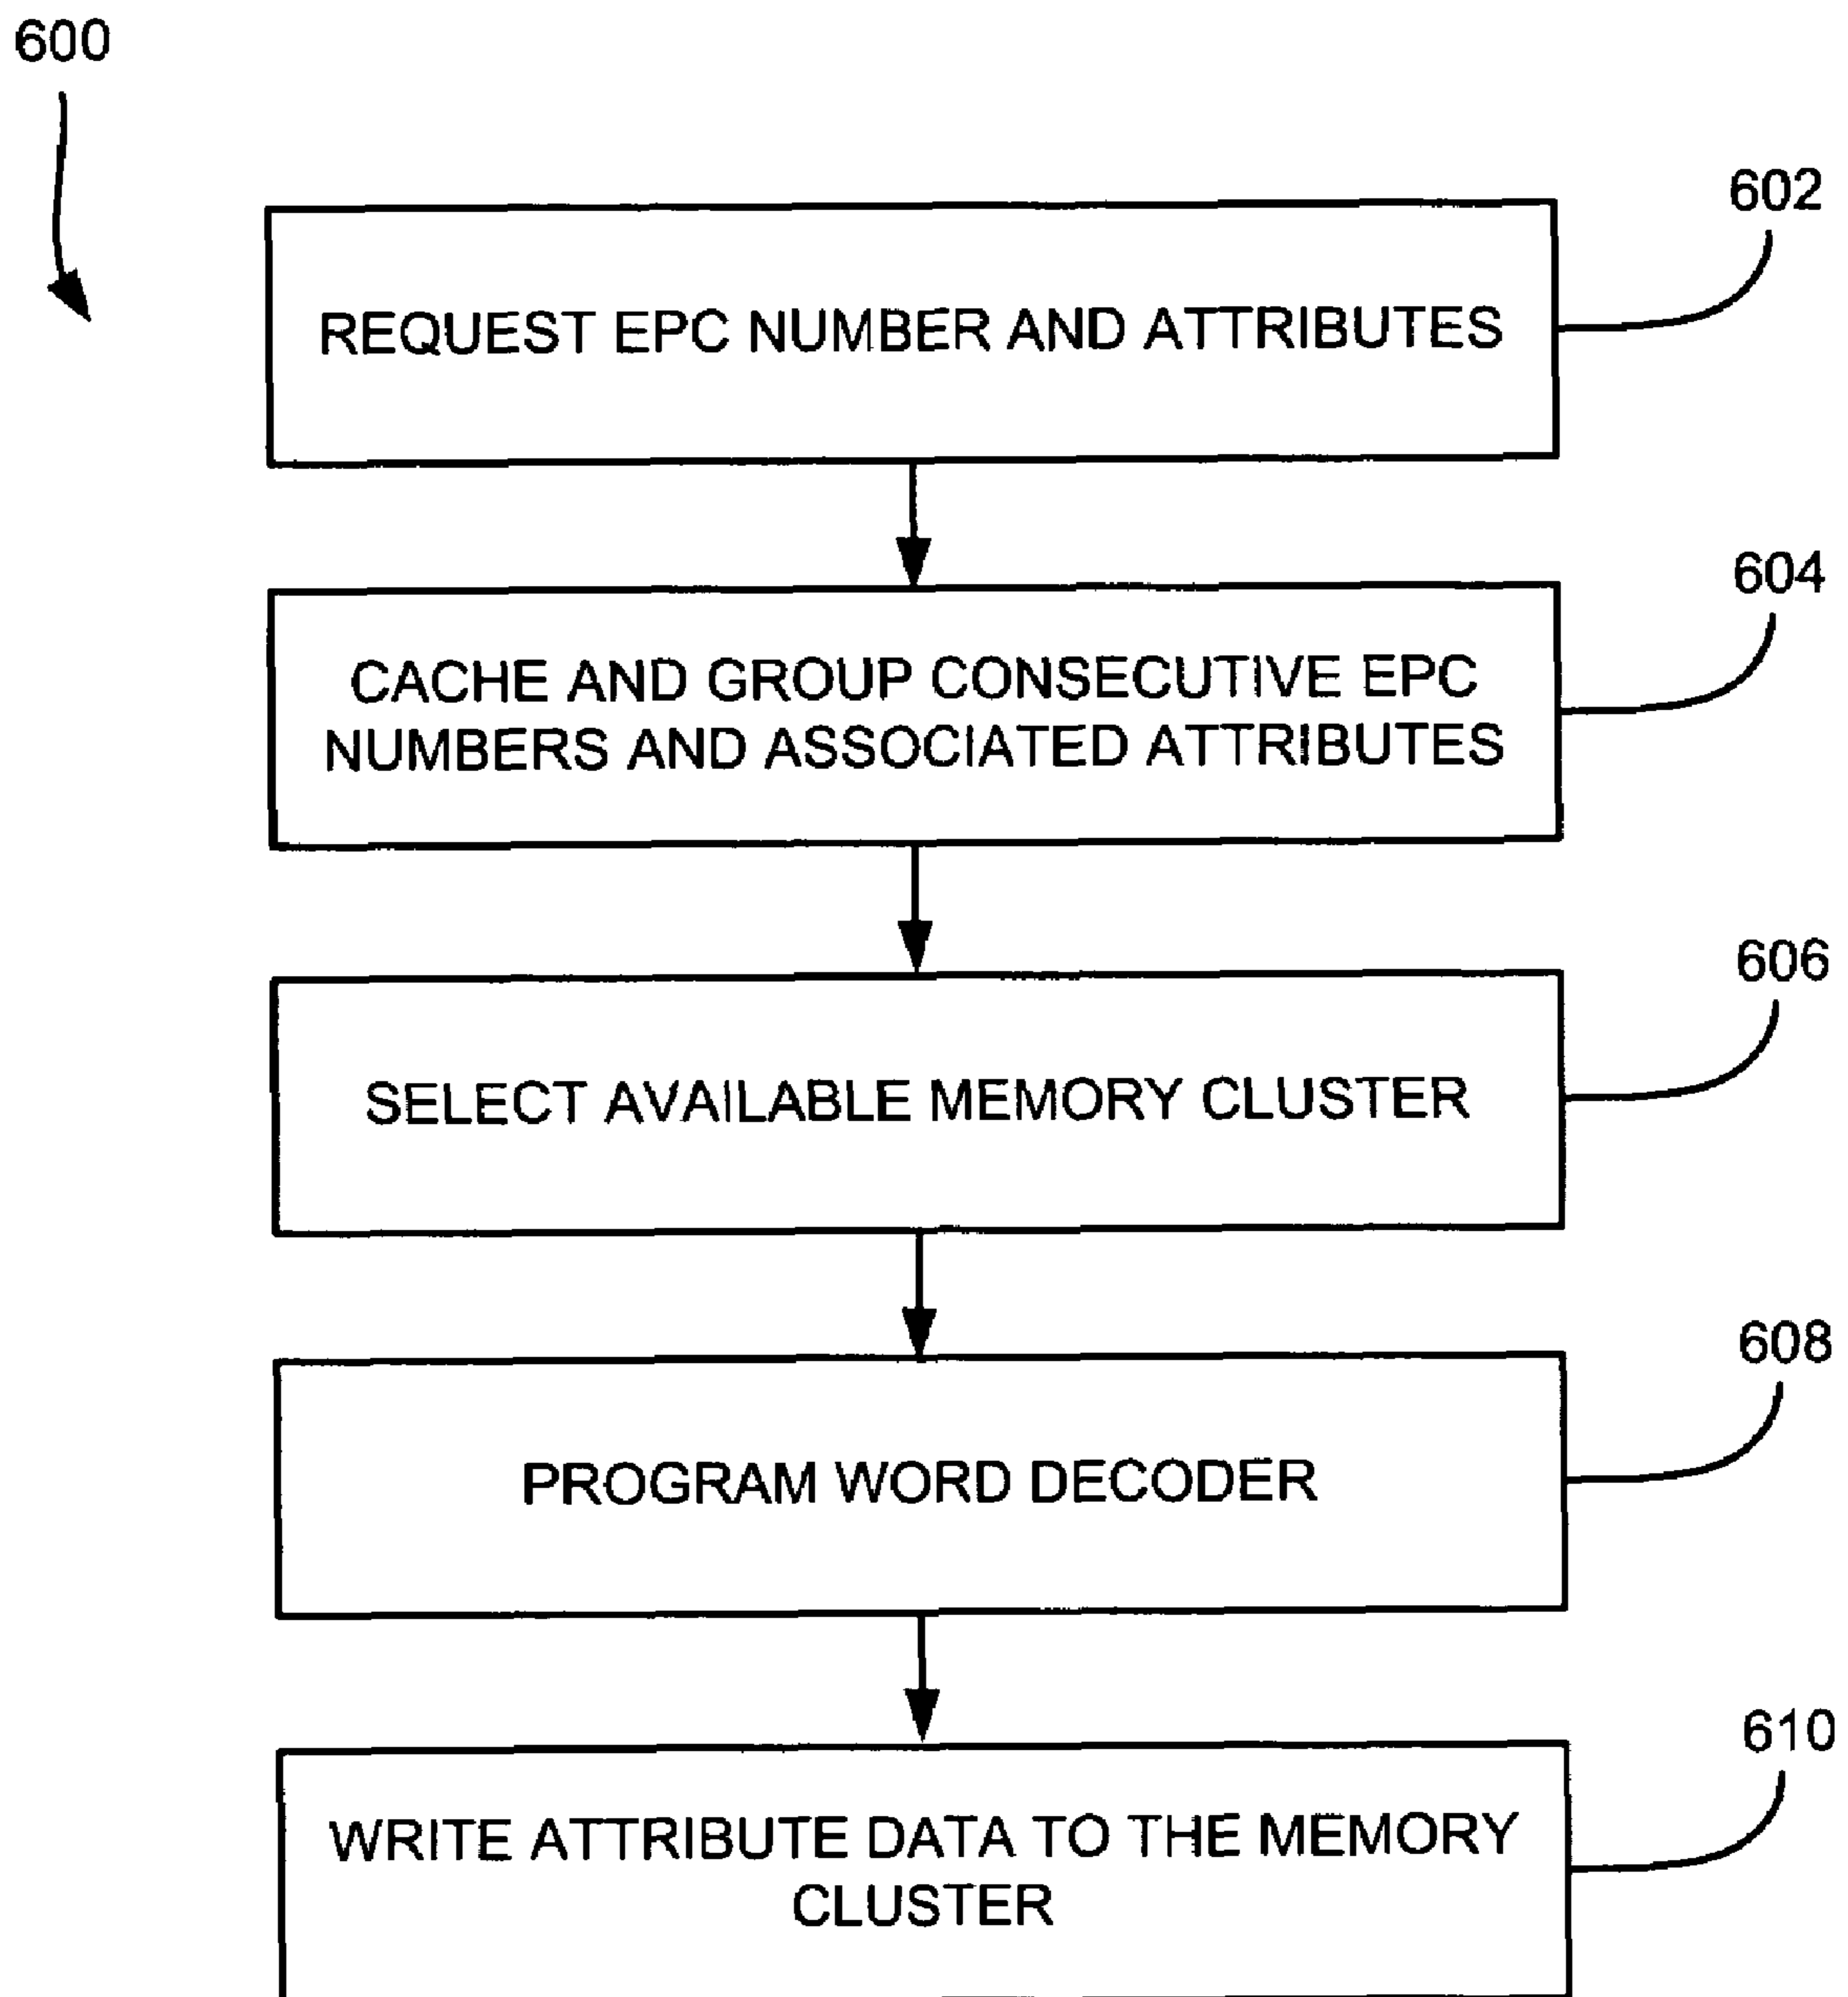 600
602
REQUEST EPC NUMBER AND ATTRIBUTES
604
CACHE AND GROUP CONSECUTIVE EPC
NUMBERS AND ASSOCIATED ATTRIBUTES
606
SELECT AVAILABLE MEMORY CLUSTER
608
PROGRAM WORD DECODER
610
WRITE ATTRIBUTE DATA TO THE MEMORY
CLUSTER